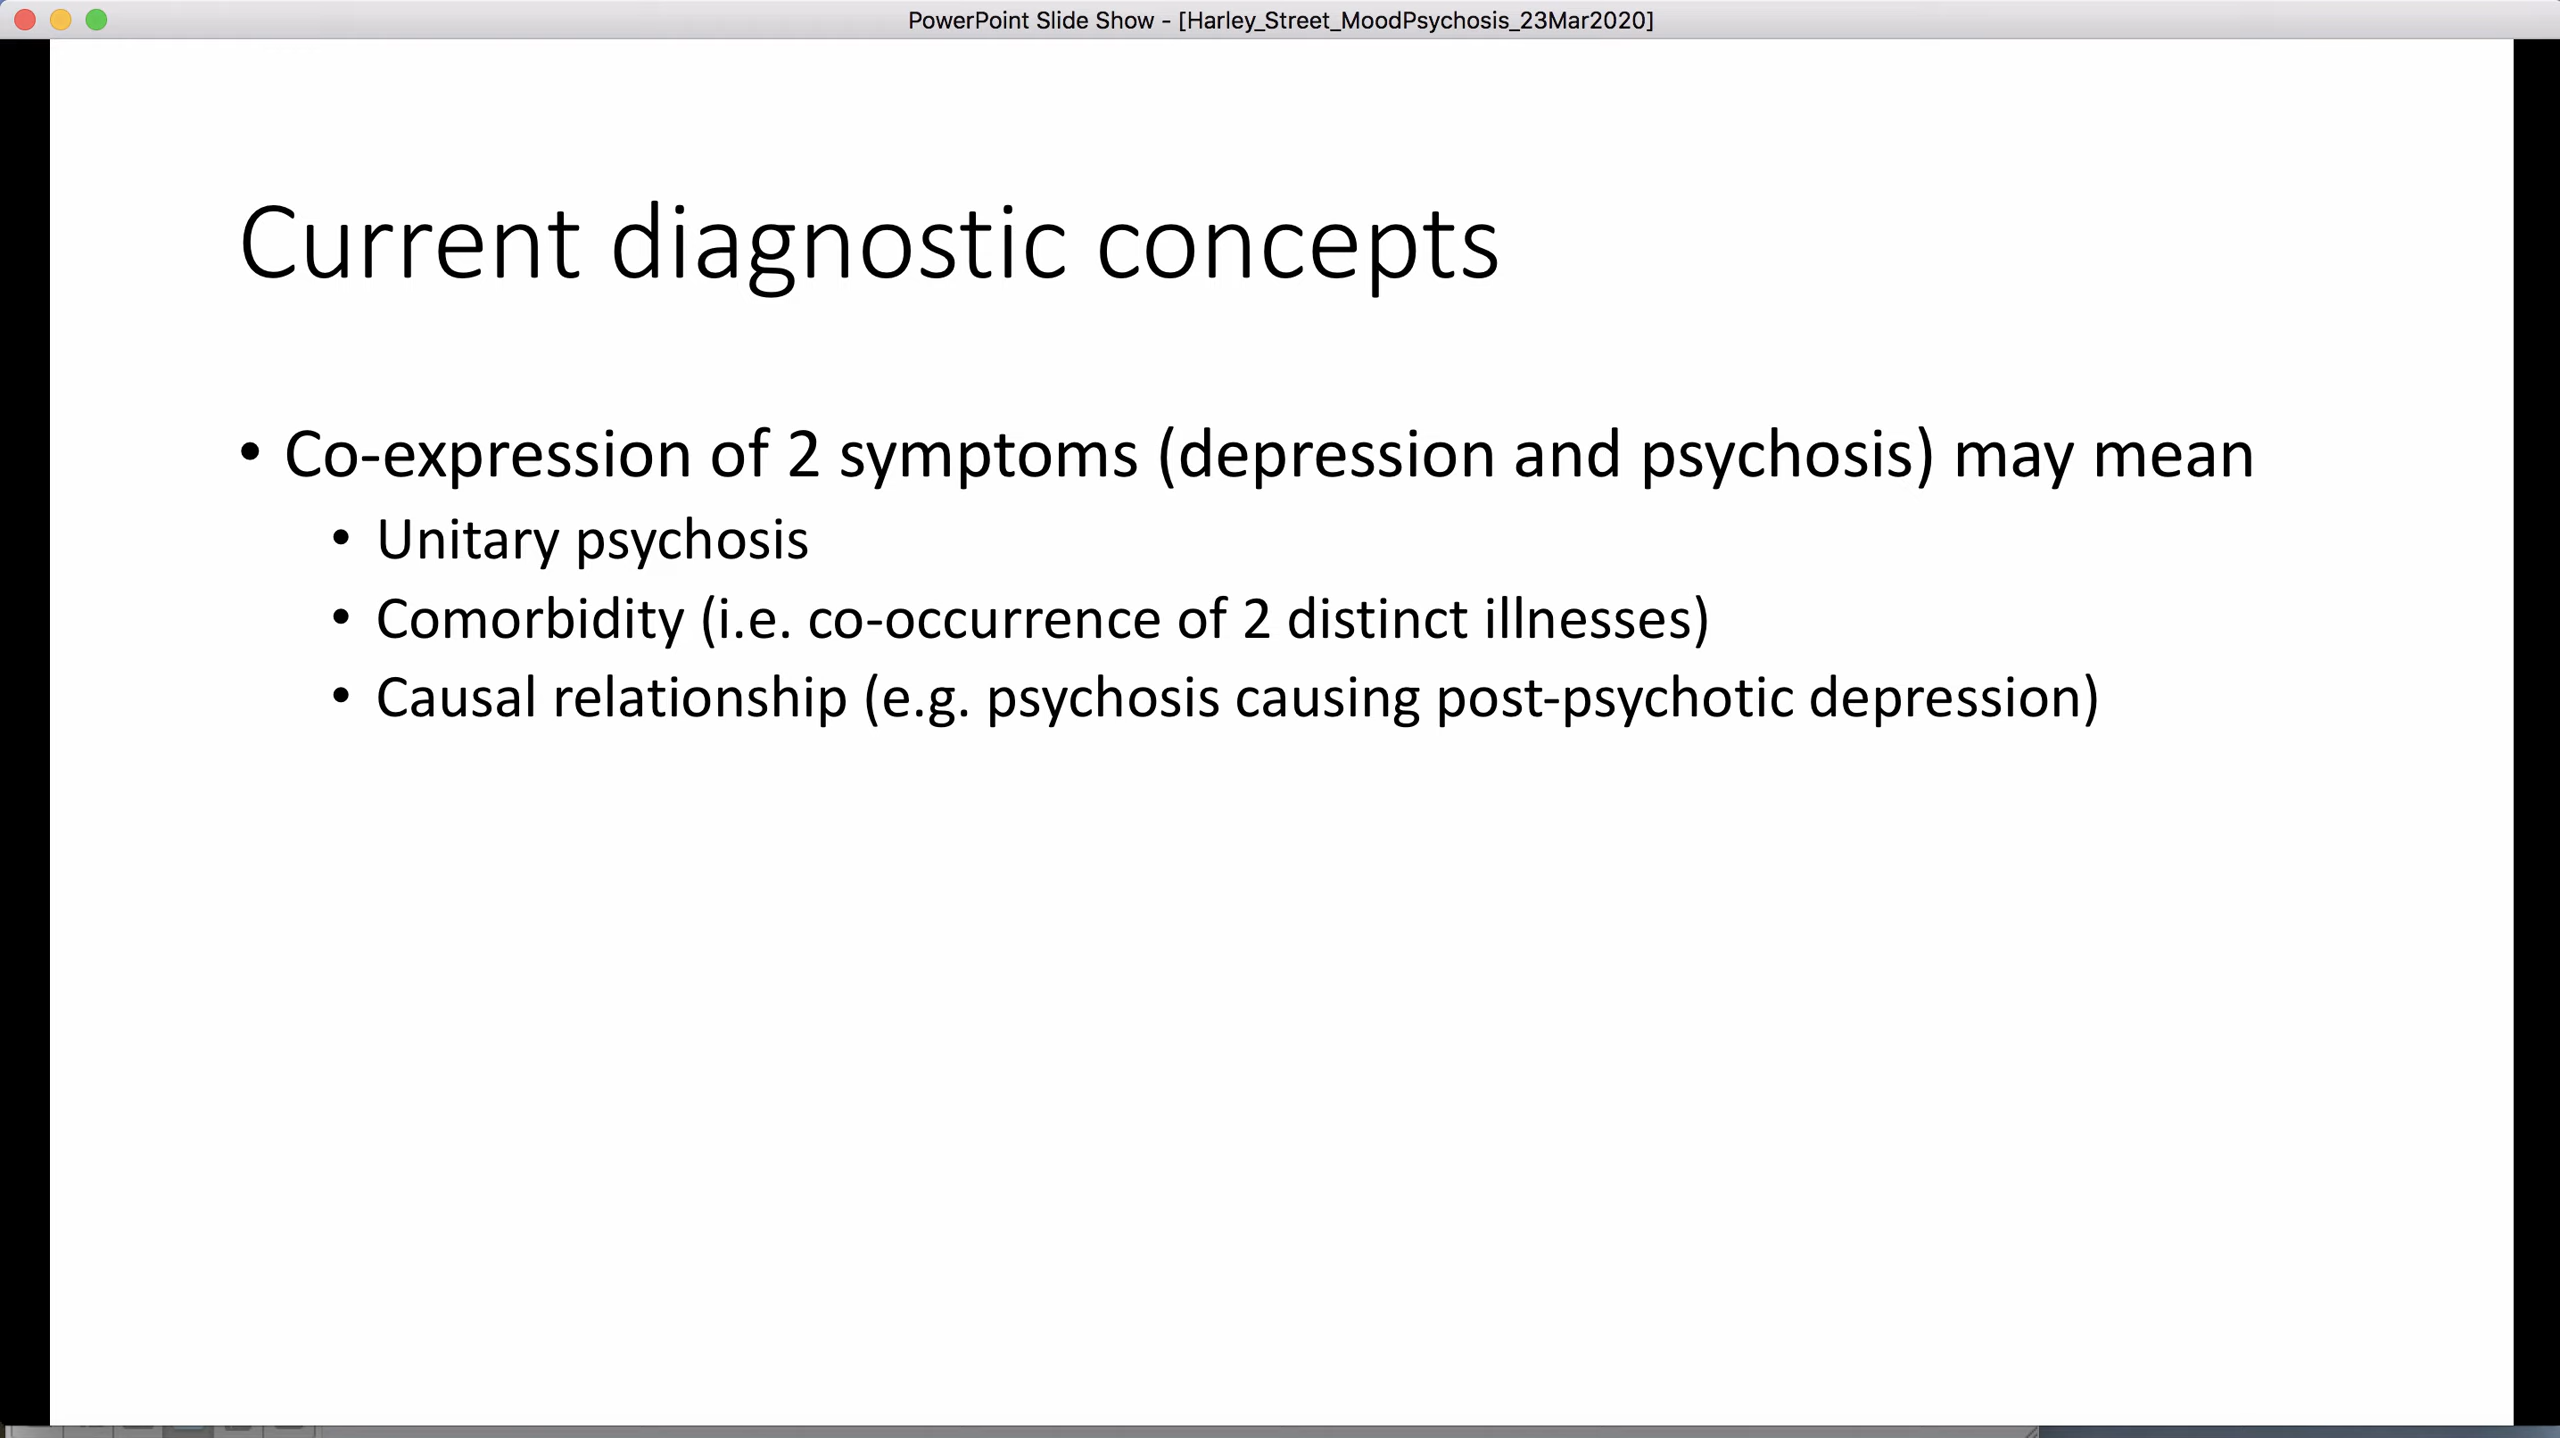 PowerPoint Slide Show - [Harley_Street_MoodPsychosis_23Mar2020]
Current diagnostic concepts
• Co-expression of 2 symptoms (depression and psychosis) may mean
• Unitary psychosis
• Comorbidity (i.e. co-occurrence of 2 distinct illnesses)
• Causal relationship (e.g. psychosis causing post-psychotic depression)